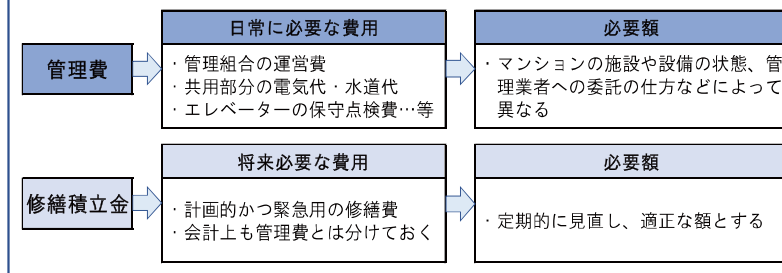 管理費
日常に必要な費用
・管理組合の運営費
・共用部分の電気代・水道代
・エレベーターの保守点検費…等
必要額
・マンションの施設や設備の状態、管
理業者への委託の仕方などによって
異なる
修繕積立金
将来必要な費用
・計画的かつ緊急用の修繕費
・会計上も管理費とは分けておく
必要額
・定期的に見直し、適正な額とする